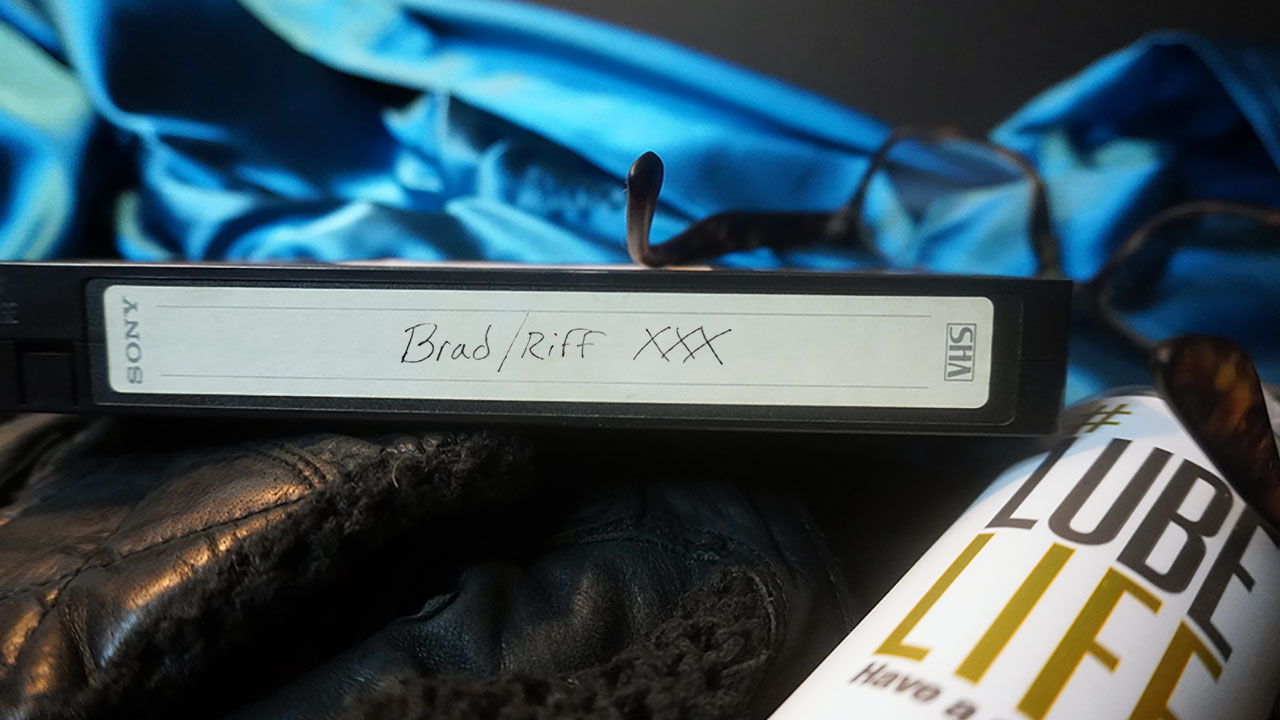 SONY
Brad/Riff XXX
VHS
#
LUBE
LIFE
Have a